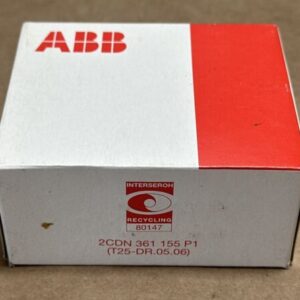 ABB
INTERSEROH
RECYCLING
80147
2CDN 361 155 P1
(T25-DR.05.06)